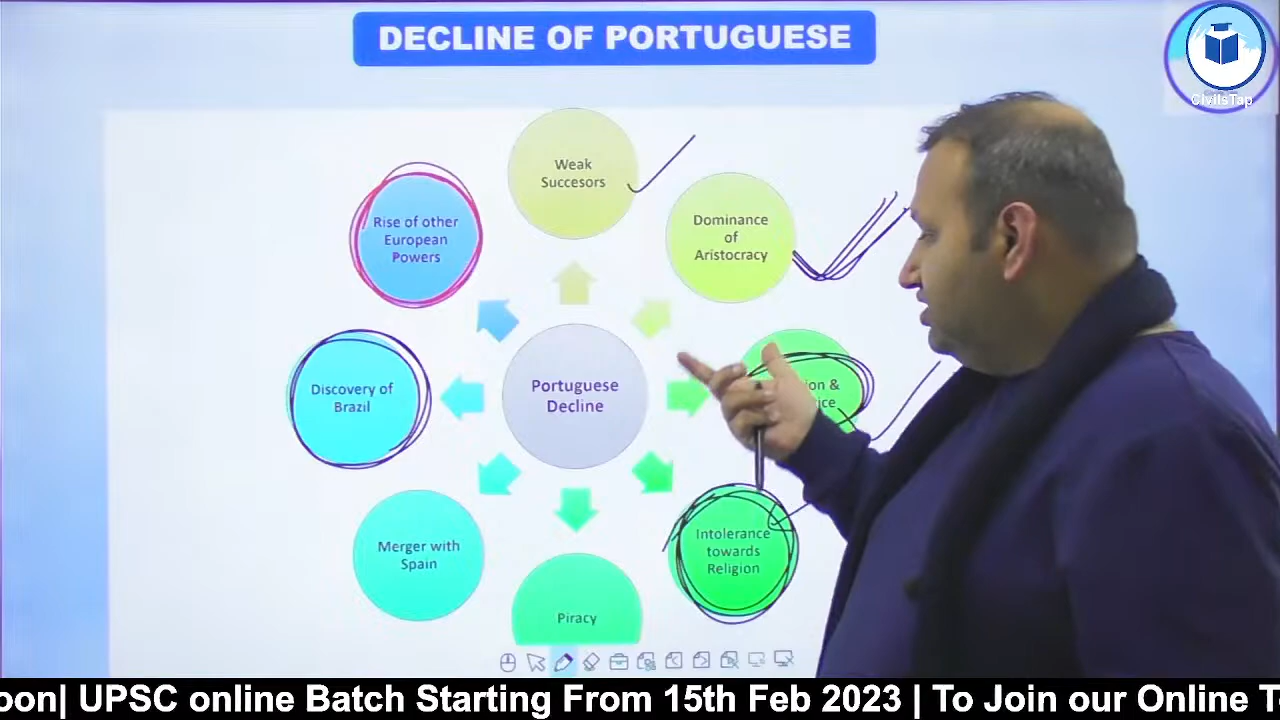 DECLINE OF PORTUGUESE
CivilsTap
Weak
Succesors
Dominance
of
Aristocracy
Rise of other
European
Powers
Discovery of
Brazil
Portuguese
Decline
&
Intolerance
towards
Religion
Merger with
Spain
Piracy
| UPSC online Batch Starting From 15th Feb 2023 | To Join our Online